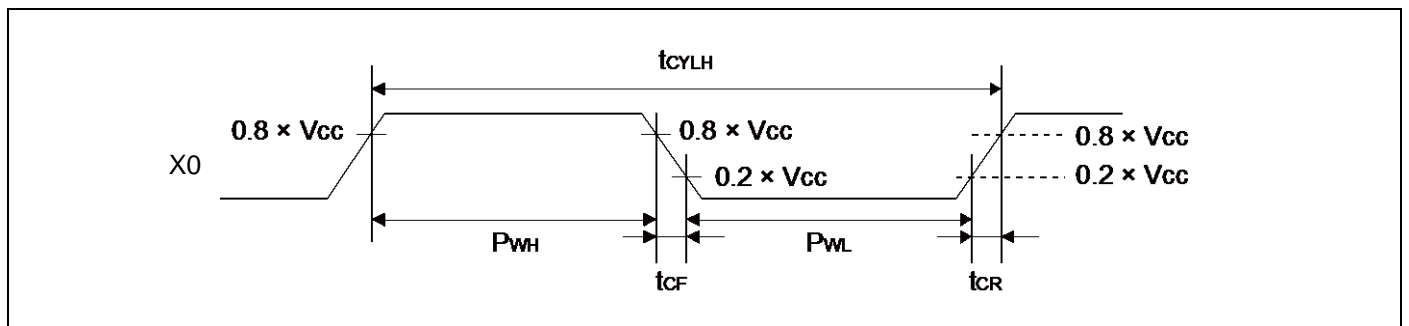 tCYLH
0.8 × Vcc
0.8 × Vcc
0.8 × Vcc
X0
0.2 × Vcc
0.2 × Vcc
PWH
PWL
tCF
tCR